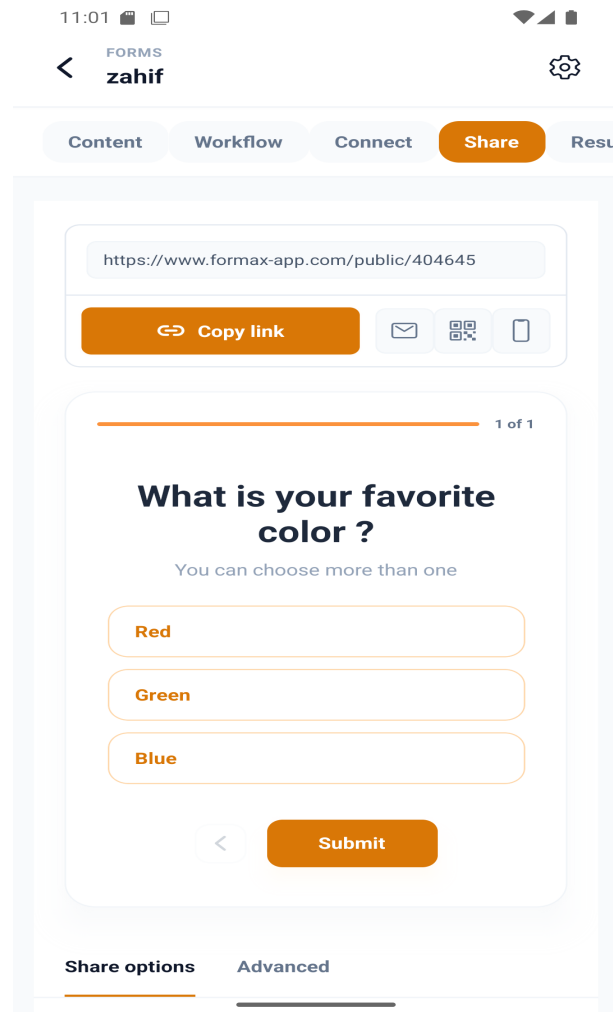 11:01
FORMS
zahif
Content Workflow Connect Share Resu
https://www.formax-app.com/public/404645
Copy link
1 of 1
What is your favorite
color ?
You can choose more than one
Red
Green
Blue
Submit
Share options Advanced